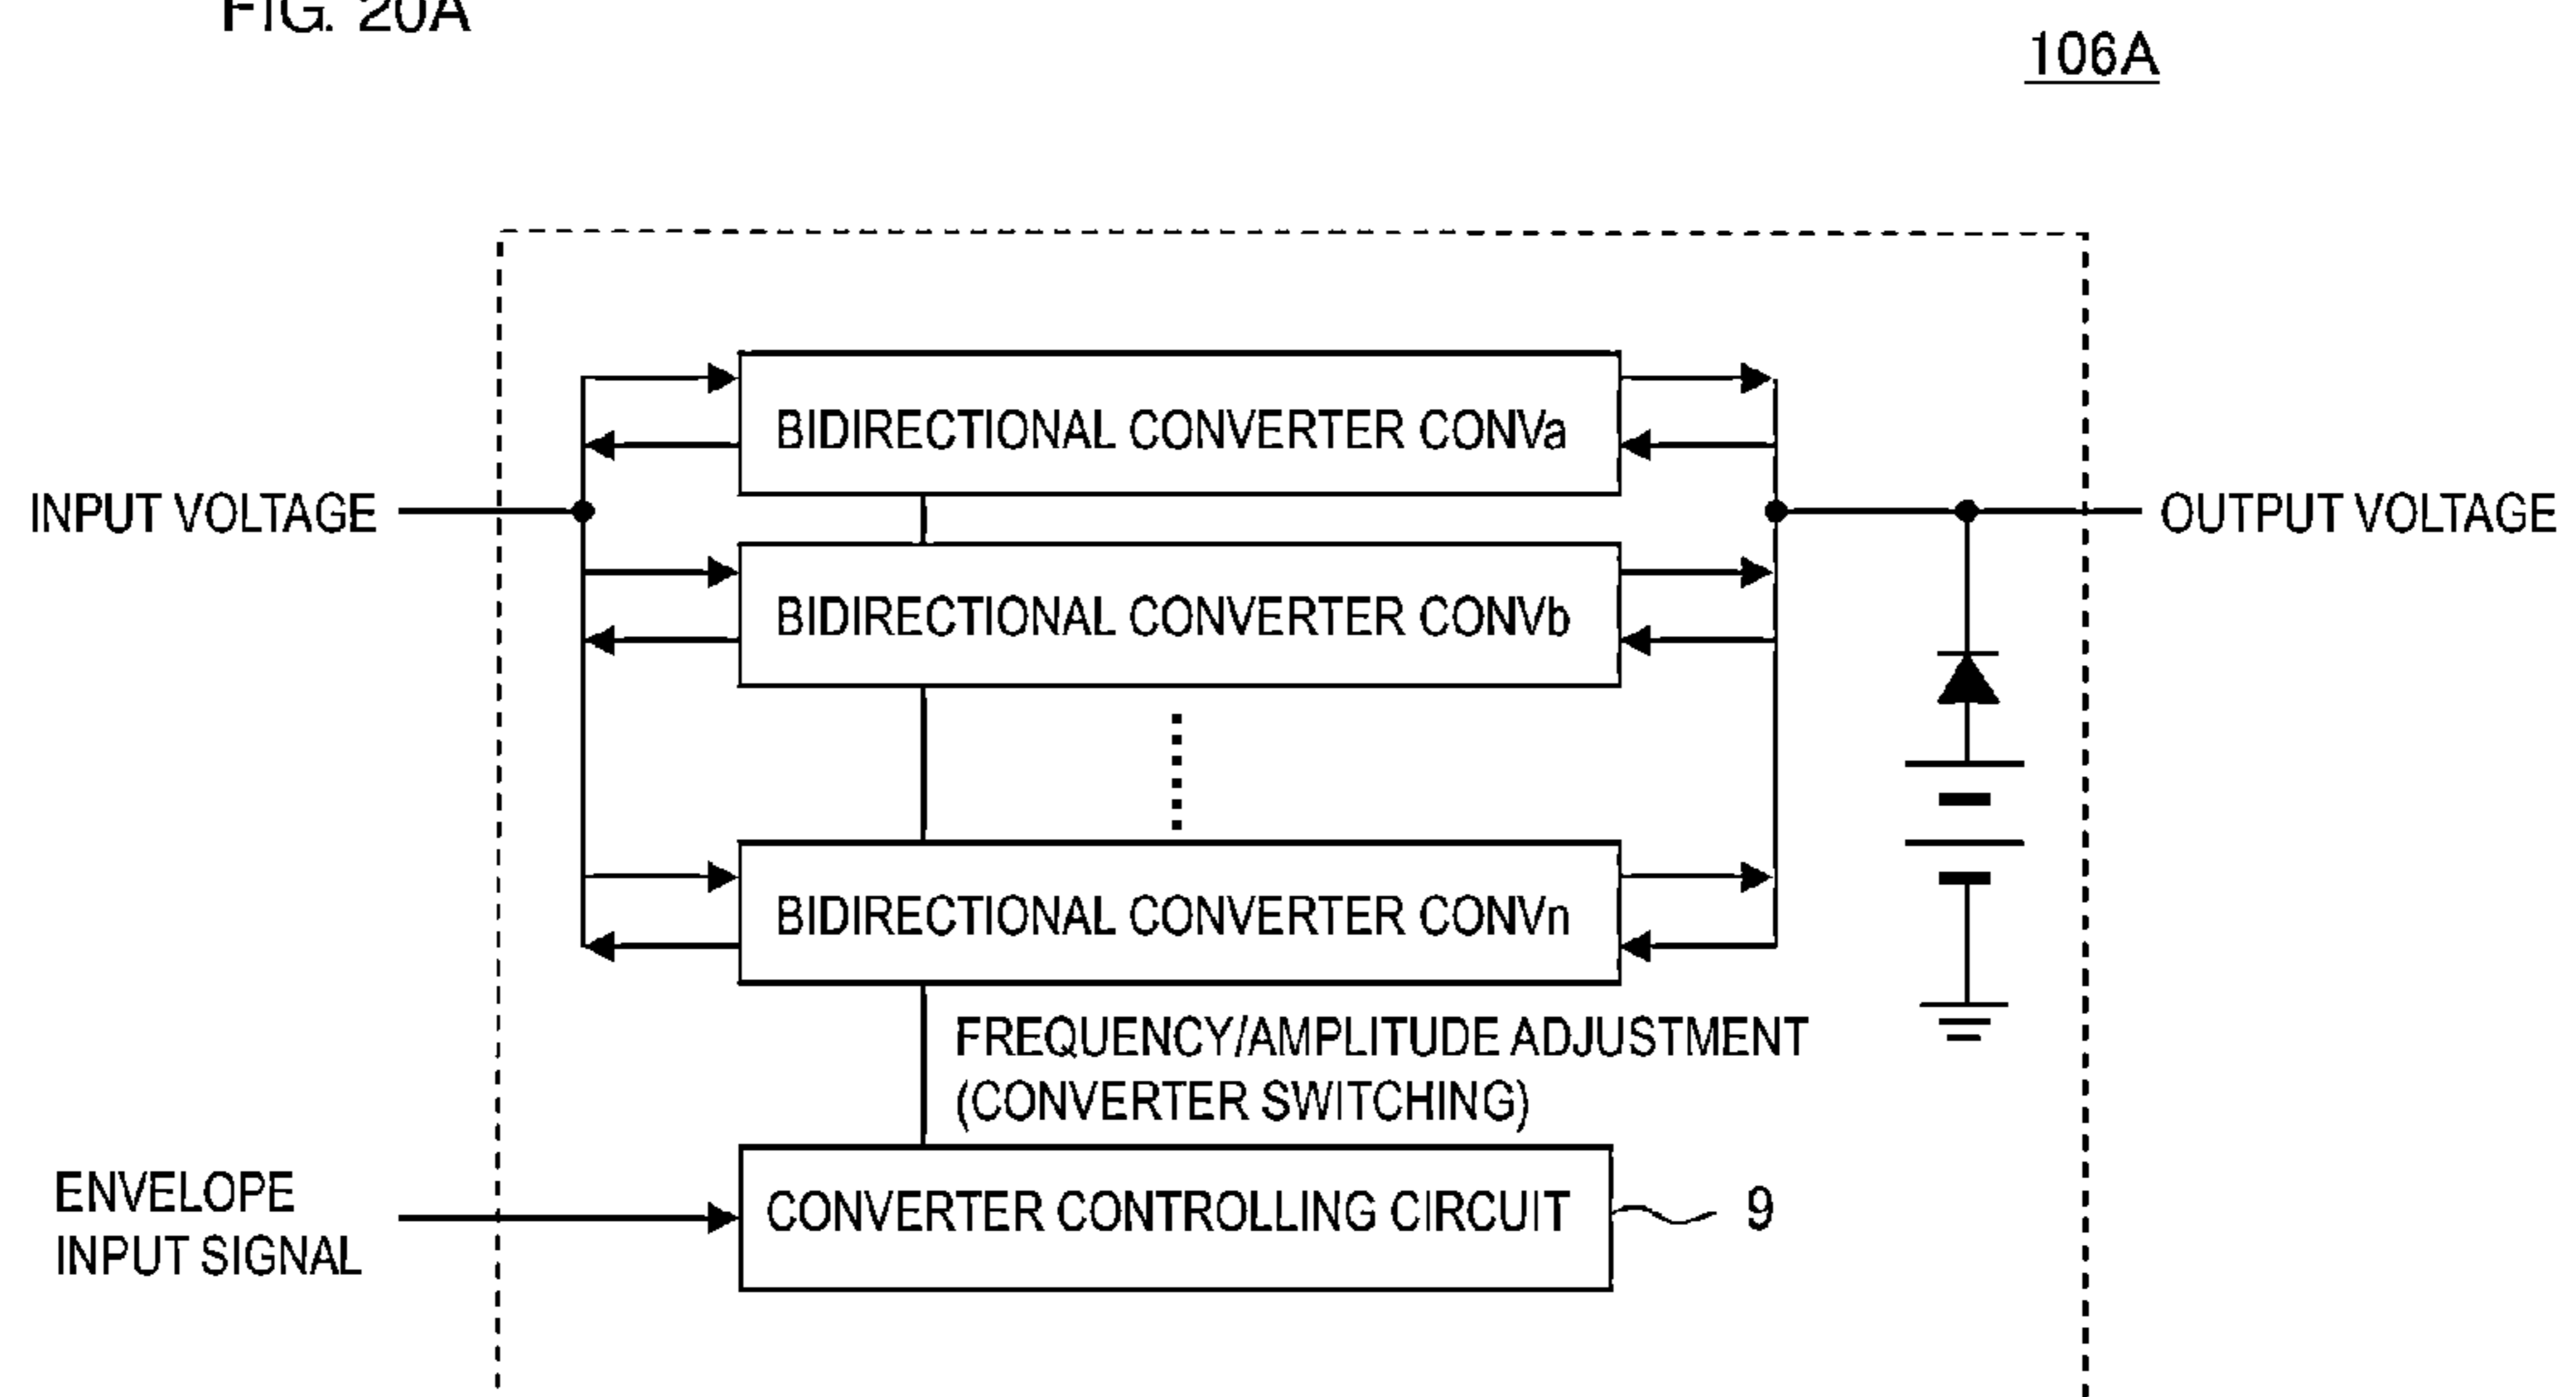 FIG. 20A
106A
BIDIRECTIONAL CONVERTER CONVa
INPUT VOLTAGE
OUTPUT VOLTAGE
BIDIRECTIONAL CONVERTER CONVb
BIDIRECTIONAL CONVERTER CONVn
FREQUENCY/AMPLITUDE ADJUSTMENT
(CONVERTER SWITCHING)
ENVELOPE
INPUT SIGNAL
CONVERTER CONTROLLING CIRCUIT
9